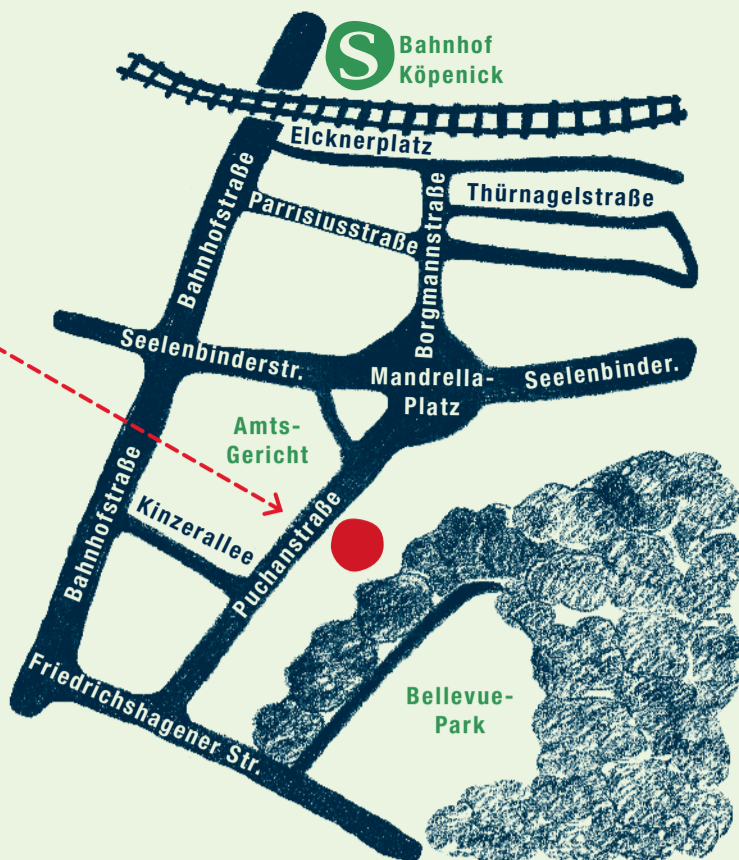 S
Bahnhof
Köpenick
Elcknerplatz
Thürnagelstraße
Bahnhofstraße
Parrisiusstraße
Borgmannstraße
Seelenbinderstr.
Mandrella-
Platz
Seelenbinder.
Amts-
Gericht
Bahnhofstraße
Kinzerallee
Puchanstraße
Friedrichshagener Str.
Bellevue-
Park